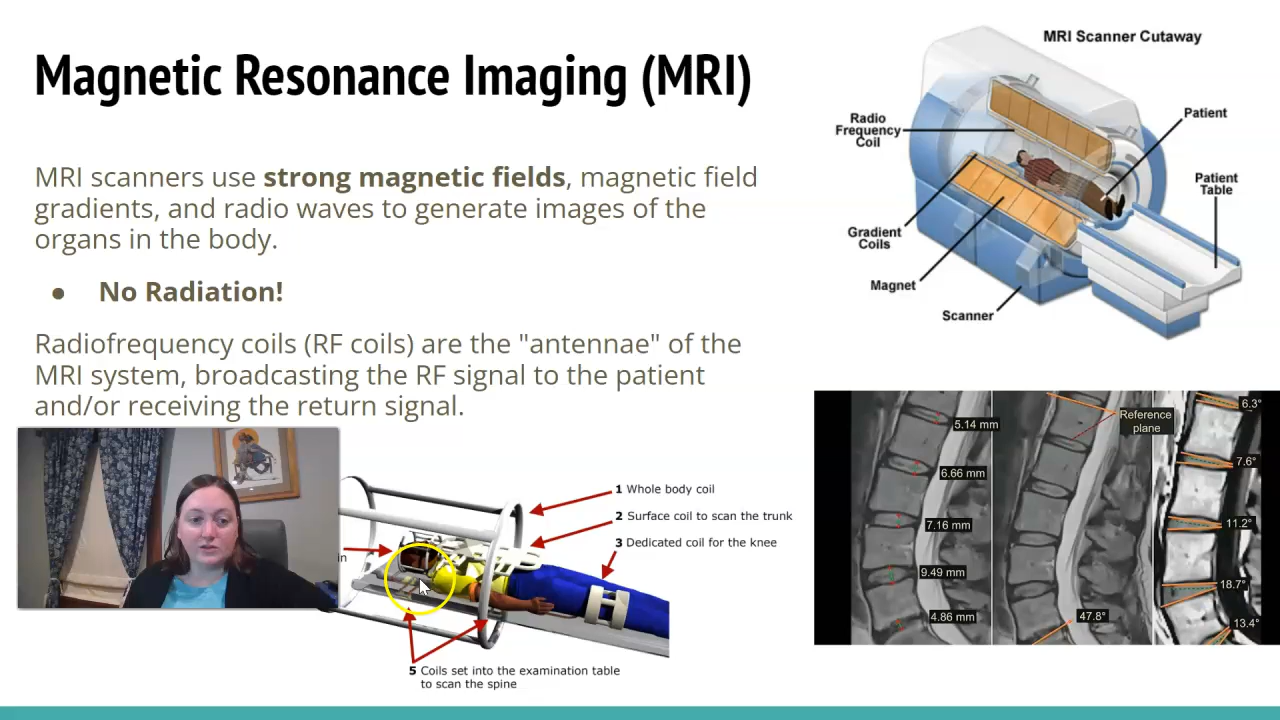 Magnetic Resonance Imaging (MRI)
MRI scanners use strong magnetic fields, magnetic field
gradients, and radio waves to generate images of the
organs in the body.
● No Radiation!
Radiofrequency coils (RF coils) are the "antennae" of the
MRI system, broadcasting the RF signal to the patient
and/or receiving the return signal.
MRI Scanner Cutaway
Radio
Frequency
Coil
Patient
Patient
Table
Gradient
Coils
Magnet
Scanner
1 Whole body coil
2 Surface coil to scan the trunk
3 Dedicated coil for the knee
in
5 Coils set into the examination table
to scan the spine
5.14 mm
6.66 mm
7.16 mm
9.49 mm
4.86 mm
Reference
plane
47.8°
6.3°
7.6°
11.2°
18.7°
13.4°